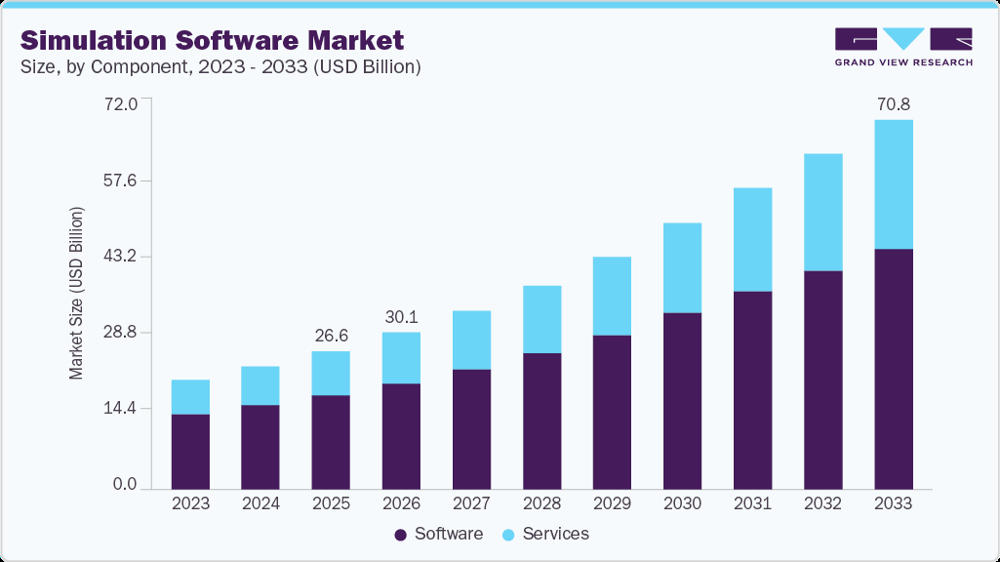 Simulation Software Market
Size, by Component, 2023 - 2033 (USD Billion)
GRAND VIEW RESEARCH
Market Size (USD Billion)
72.0
57.6
43.2
28.8
14.4
0.0
26.6
30.1
70.8
2023 2024 2025 2026 2027 2028 2029 2030 2031 2032 2033
Software Services